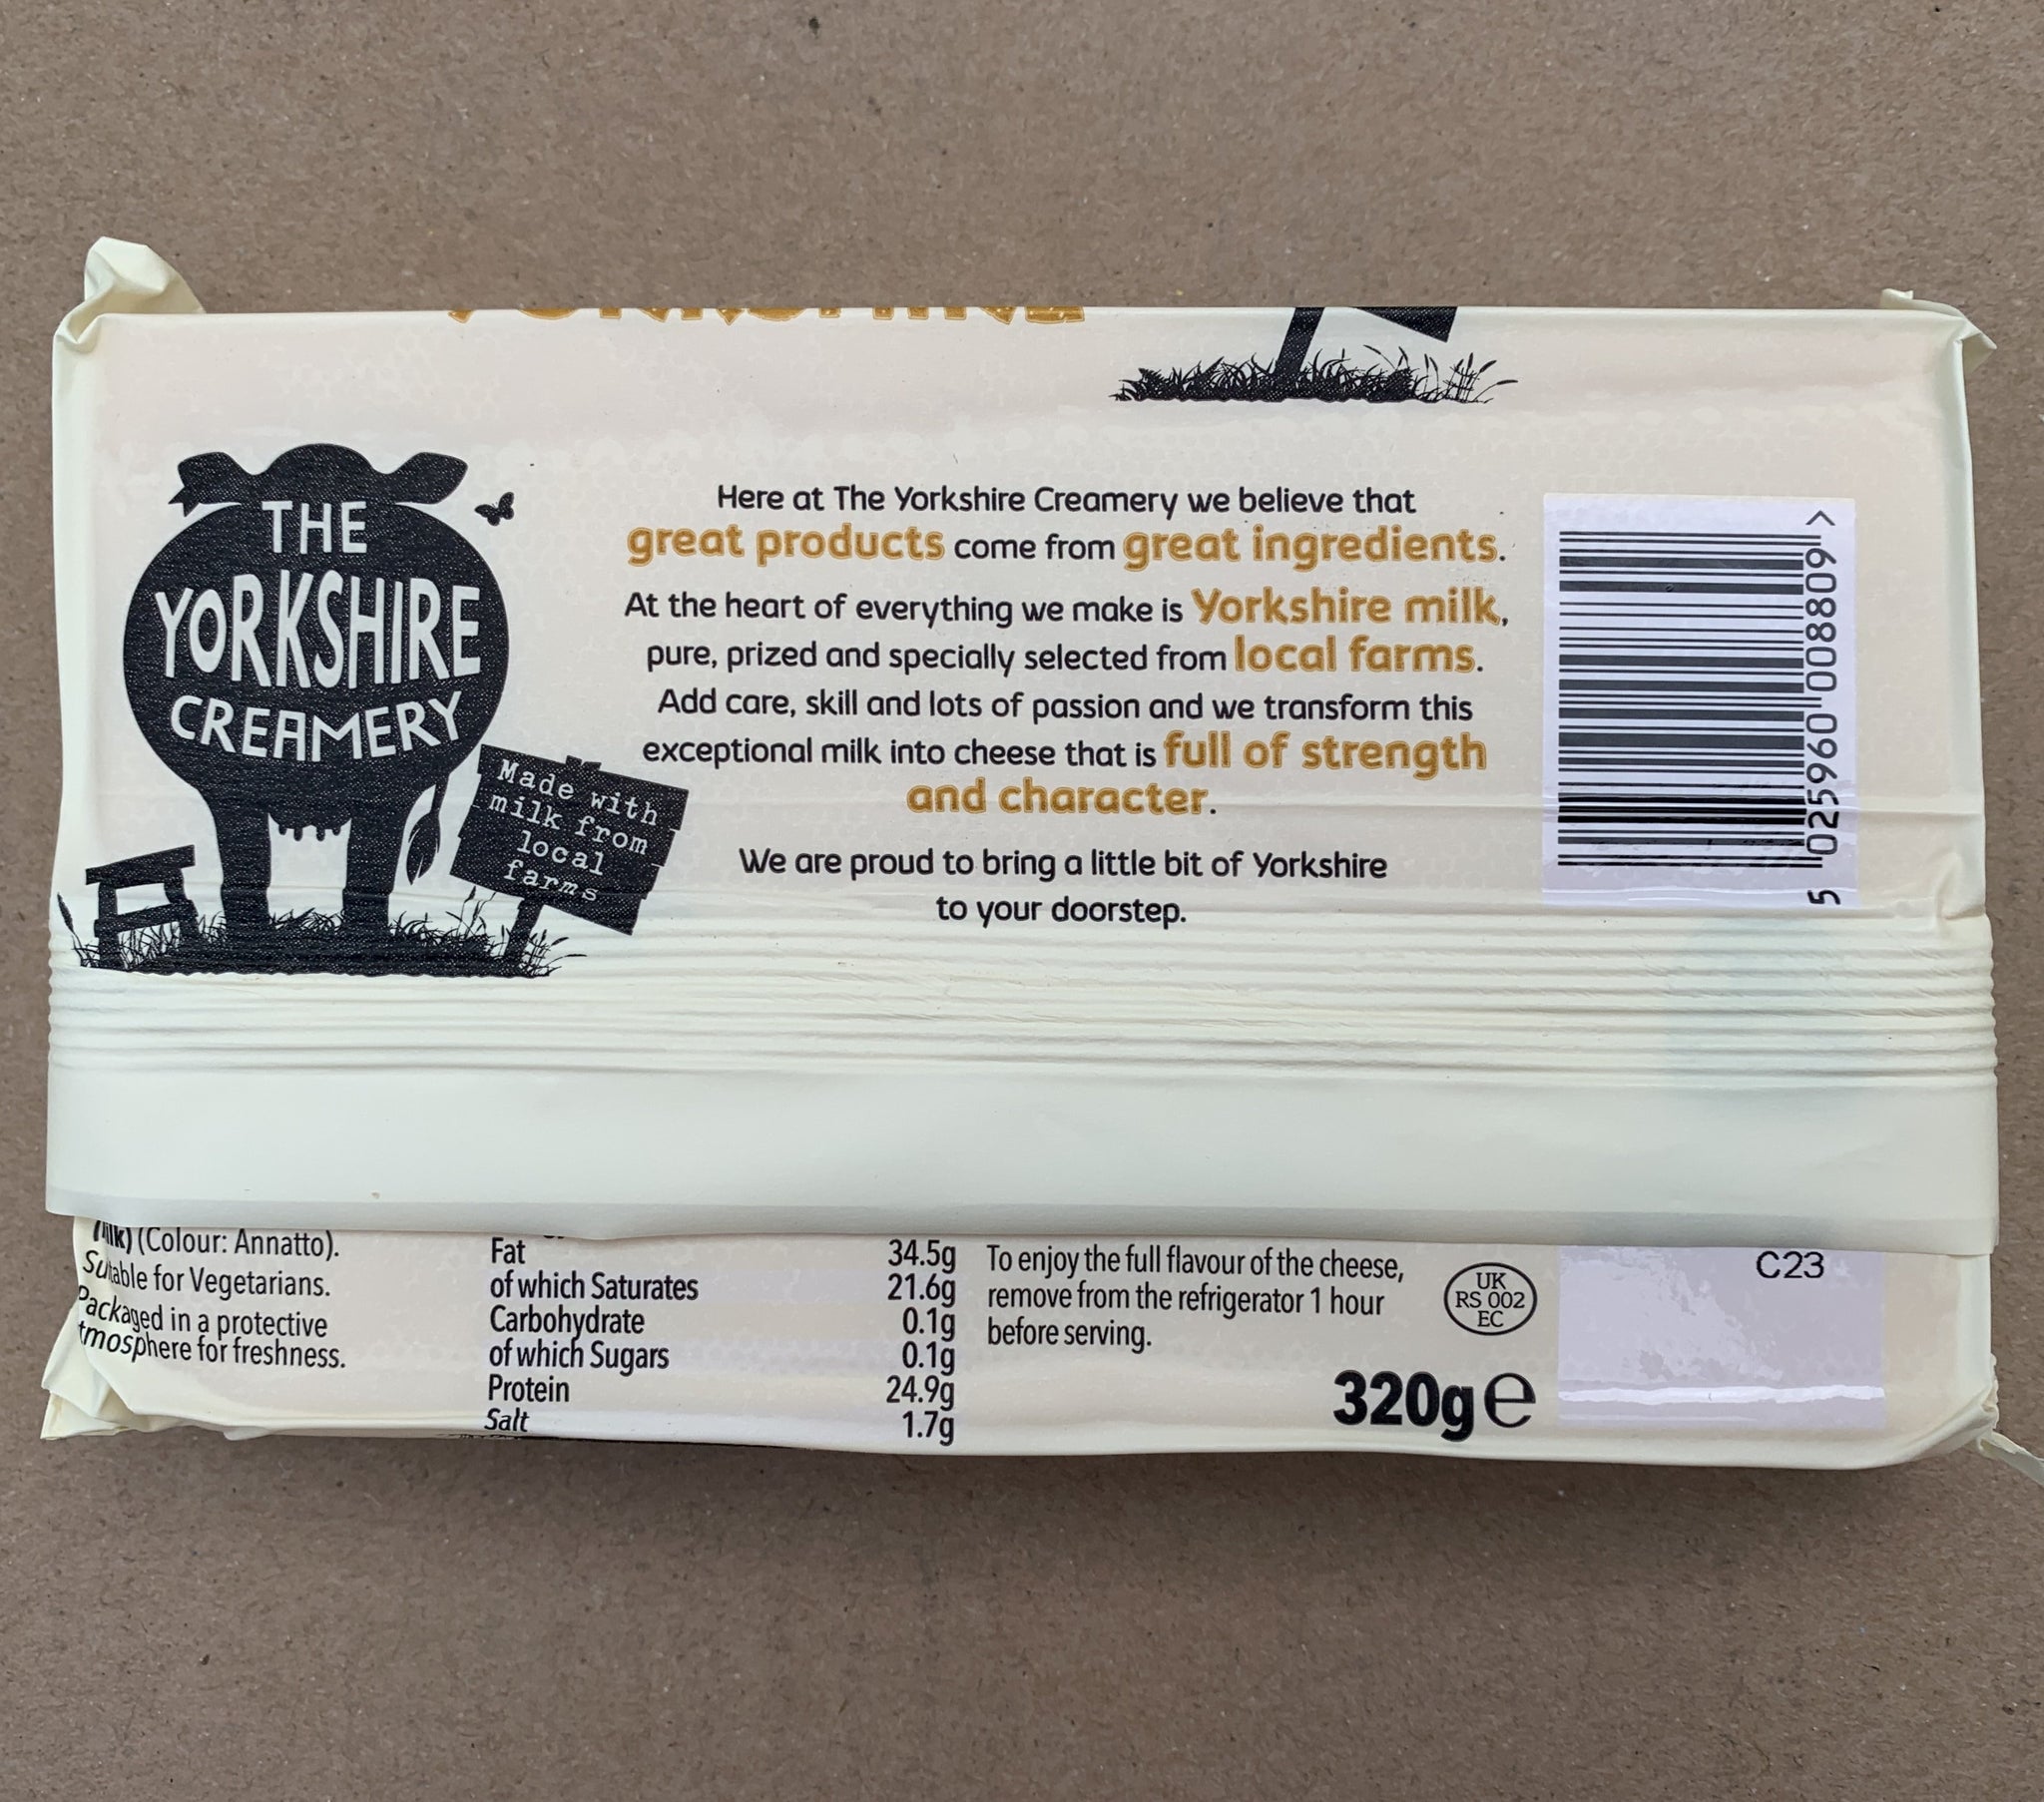 THE
YORKSHIRE
CREAMERY
Made with
milk from
local
farms
Here at The Yorkshire Creamery we believe that
great products come from great ingredients.
At the heart of everything we make is Yorkshire milk,
pure, prized and specially selected from local farms.
Add care, skill and lots of passion and we transform this
exceptional milk into cheese that is full of strength
and character.
We are proud to bring a little bit of Yorkshire
to your doorstep.
5 025960 008809 >
(Colour: Annatto).
Suitable for Vegetarians.
Packaged in a protective
tmosphere for freshness.
Fat 34.5g
of which Saturates 21.6g
Carbohydrate 0.1g
of which Sugars 0.1g
Protein 24.9g
Salt 1.7g
To enjoy the full flavour of the cheese,
remove from the refrigerator 1 hour
before serving.
UK
RS 002
EC
320g e
C23